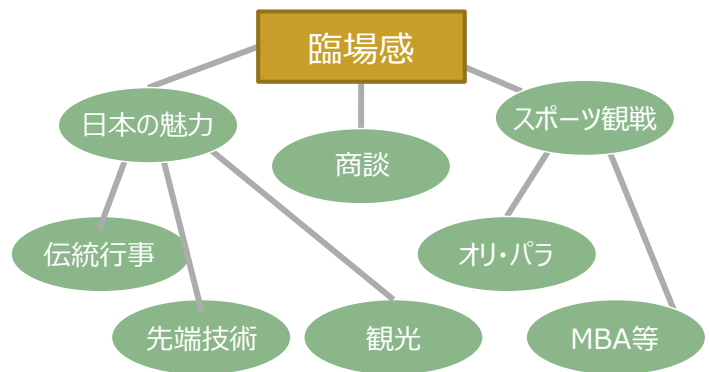 臨場感
日本の魅力
商談
スポーツ観戦
伝統行事
オリ・パラ
先端技術
観光
MBA等